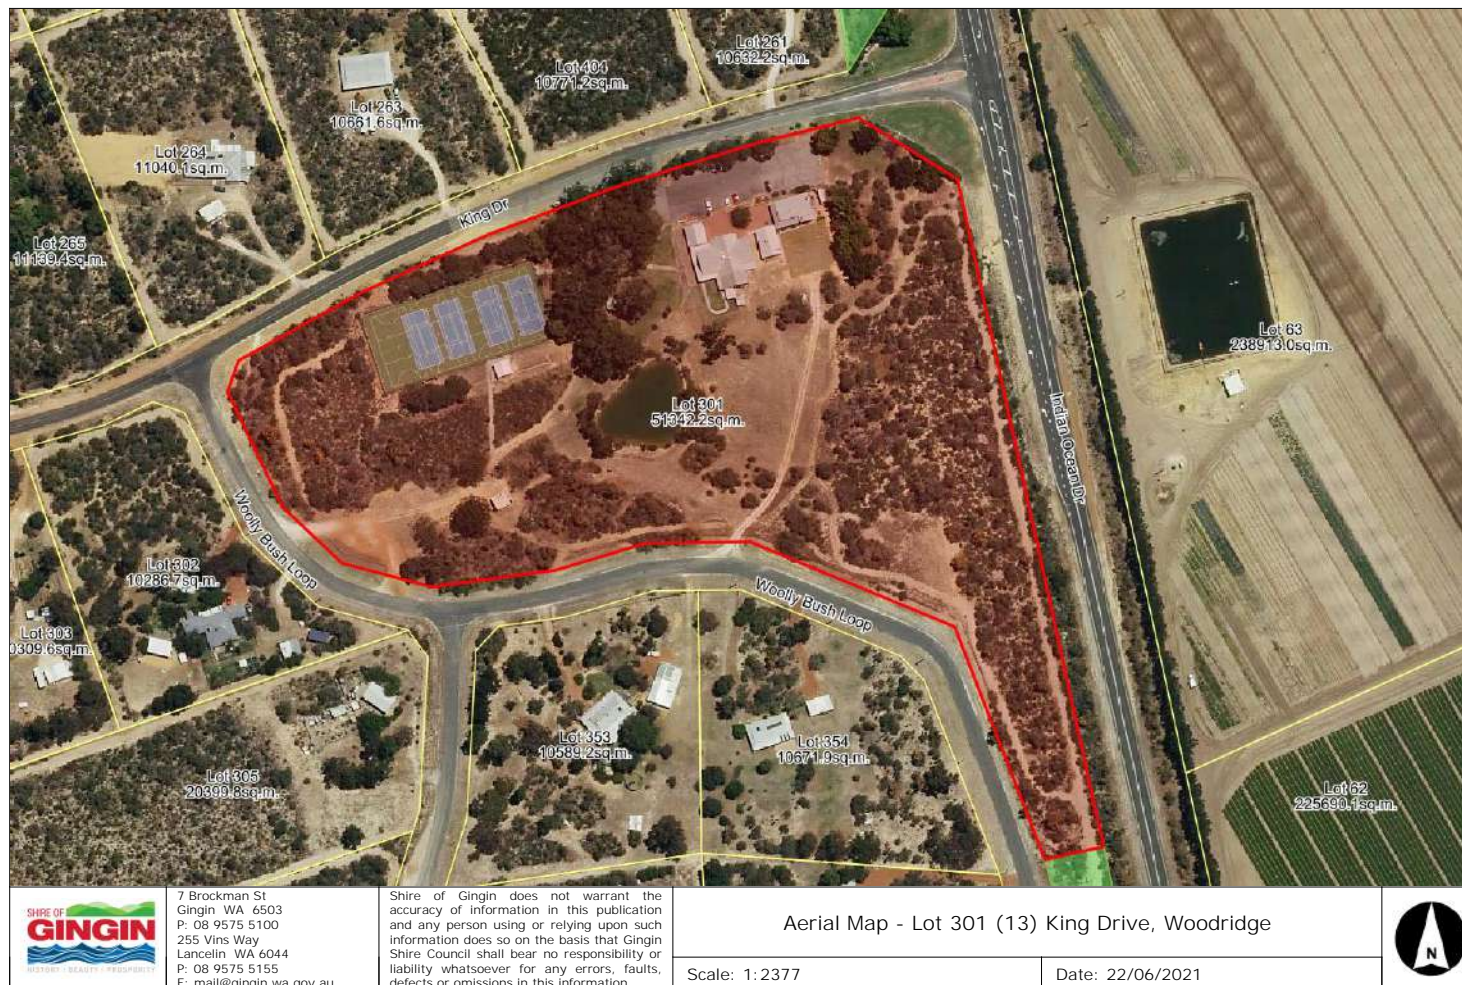 Lot 261
10632.2sq.m.
Lot 404
10771.2sq.m.
Lot 263
10661.6sq.m.
Lot 264
11040.1sq.m.
King Dr
Lot 265
11139.4sq.m.
Lot 63
238913.0sq.m.
Lot 301
51342.2sq.m.
Indian Ocean Dr
Woolly Bush Loop
Lot 302
10286.7sq.m.
Woolly Bush Loop
Lot 303
0309.6sq.m.
Lot 353
10589.2sq.m.
Lot 354
10671.9sq.m.
Lot 305
20399.8sq.m.
Lot 62
225690.1sq.m.
SHIRE OF
GINGIN
HISTORY / BEAUTY / PROSPERITY
7 Brockman St
Gingin WA 6503
P: 08 9575 5100
255 Vins Way
Lancelin WA 6044
P: 08 9575 5155
E: mail@gingin.wa.gov.au
Shire of Gingin does not warrant the
accuracy of information in this publication
and any person using or relying upon such
information does so on the basis that Gingin
Shire Council shall bear no responsibility or
liability whatsoever for any errors, faults,
defects or omissions in this information
Aerial Map - Lot 301 (13) King Drive, Woodridge
Scale: 1:2377
Date: 22/06/2021
N